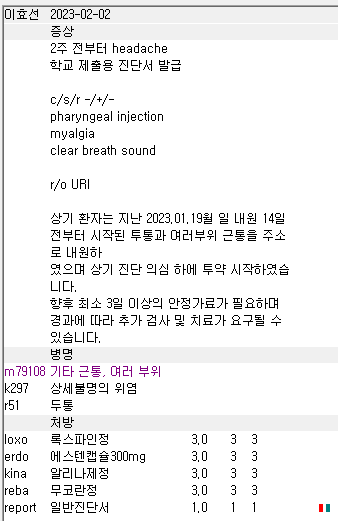 이효선 2023-02-02
증상
2주 전부터 headache
학교 제출용 진단서 발급
c/s/r -/+/-
pharyngeal injection
myalgia
clear breath sound
r/o URI
상기 환자는 지난 2023.01.19월 일 내원 14일
전부터 시작된 투통과 여러부위 근통을 주소
로 내원하
였으며 상기 진단 의심 하에 투약 시작하였습
니다.
향후 최소 3일 이상의 안정가료가 필요하며
경과에 따라 추가 검사 및 치료가 요구될 수
있습니다.
병명
m79108 기타 근통, 여러 부위
k297 상세불명의 위염
r51 두통
처방
loxo 록스파인정 3.0 3 3
erdo 에스텐캡슐300mg 3.0 3 3
kina 알리나제정 3.0 3 3
reba 무코란정 3.0 3 3
report 일반진단서 1.0 1 1